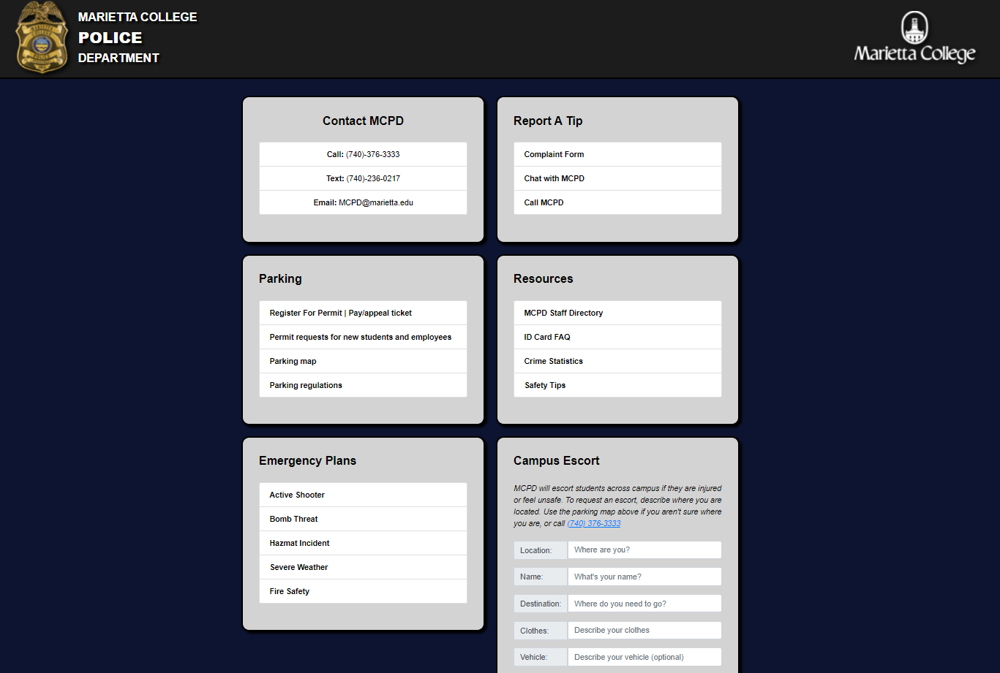 MARIETTA COLLEGE
POLICE
DEPARTMENT
Marietta College
Contact MCPD
Call: (740)-376-3333
Text: (740)-236-0217
Email: MCPD@marietta.edu
Report A Tip
Complaint Form
Chat with MCPD
Call MCPD
Parking
Register For Permit | Pay/appeal ticket
Permit requests for new students and employees
Parking map
Parking regulations
Resources
MCPD Staff Directory
ID Card FAQ
Crime Statistics
Safety Tips
Emergency Plans
Active Shooter
Bomb Threat
Hazmat Incident
Severe Weather
Fire Safety
Campus Escort
MCPD will escort students across campus if they are injured
or feel unsafe. To request an escort, describe where you are
located. Use the parking map above if you aren't sure where
you are, or call (740) 376-3333
Location: Where are you?
Name: What's your name?
Destination: Where do you need to go?
Clothes: Describe your clothes
Vehicle: Describe your vehicle (optional)